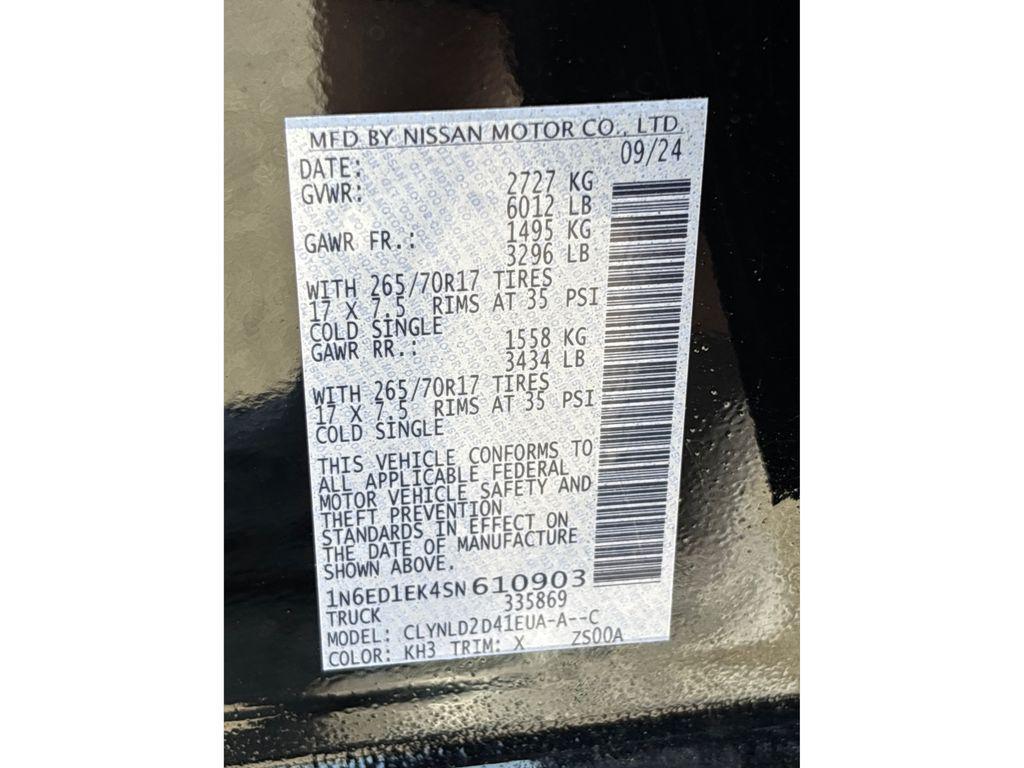 MFD BY NISSAN MOTOR CO., LTD.
DATE: 09/24
GVWR: 2727 KG
6012 LB
GAWR FR.: 1495 KG
3296 LB
WITH 265/70R17 TIRES
17 X 7.5 RIMS AT 35 PSI
COLD SINGLE
GAWR RR.: 1558 KG
3434 LB
WITH 265/70R17 TIRES
17 X 7.5 RIMS AT 35 PSI
COLD SINGLE
THIS VEHICLE CONFORMS TO
ALL APPLICABLE FEDERAL
MOTOR VEHICLE SAFETY AND
THEFT PREVENTION
STANDARDS IN EFFECT ON
THE DATE OF MANUFACTURE
SHOWN ABOVE.
1N6ED1EK4SN610903
TRUCK 335869
MODEL: CLYNLD2D41EUA-A--C
COLOR: KH3 TRIM: X ZS00A